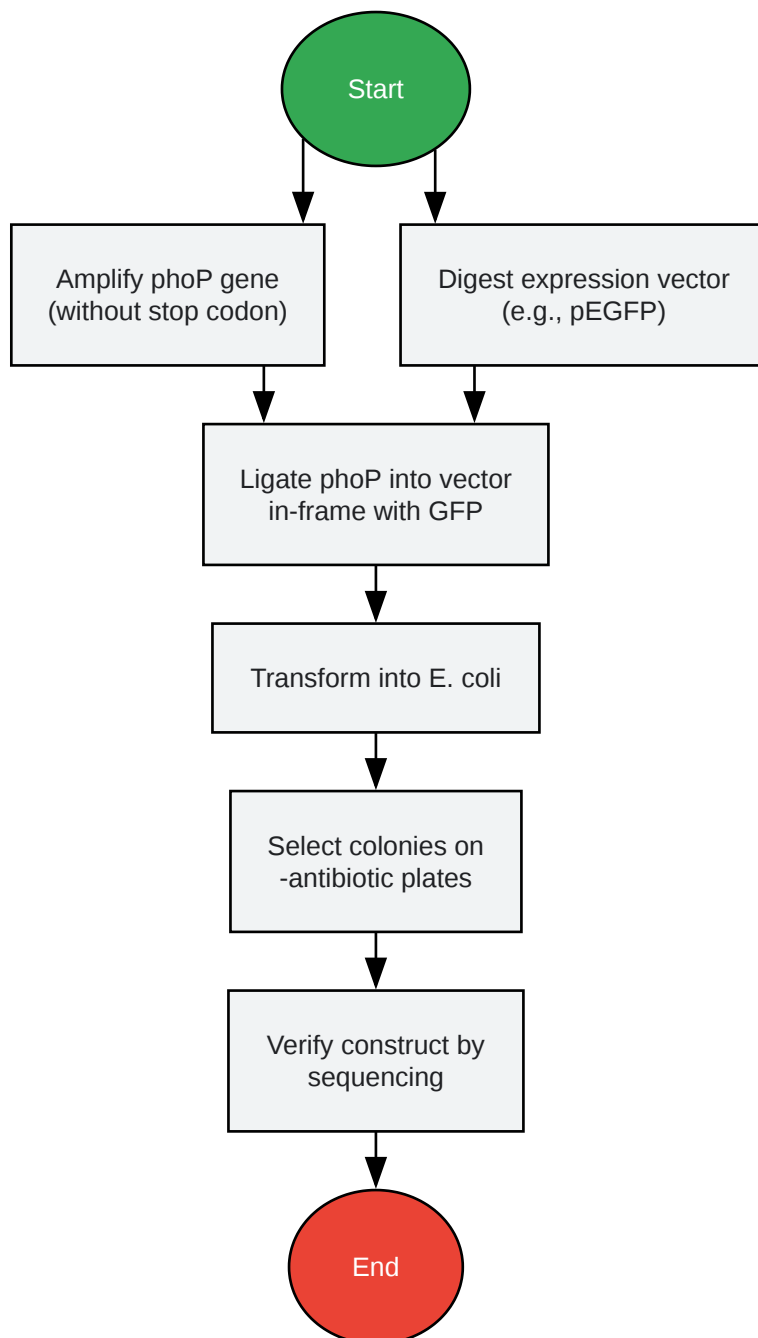 Start
Amplify phoP gene
(without stop codon)
Digest expression vector
(e.g., pEGFP)
Ligate phoP into vector
in-frame with GFP
Transform into E. coli
Select colonies on
-antibiotic plates
Verify construct by
sequencing
End